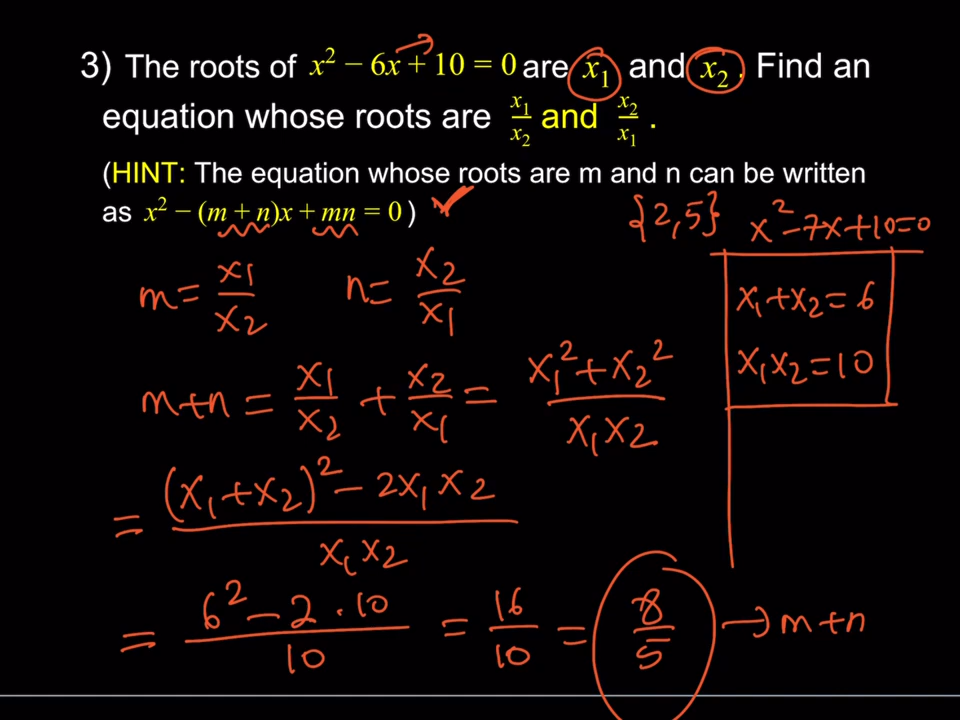 3) The roots of x² − 6x + 10 = 0 are x₁ and x₂ . Find an
equation whose roots are x₁/x₂ and x₂/x₁ .
(HINT: The equation whose roots are m and n can be written
as x² − (m + n)x + mn = 0 )
{2,5} x²-7x+10=0
m = x₁/x₂ n = x₂/x₁
x₁+x₂=6
x₁x₂=10
m+n = x₁/x₂ + x₂/x₁ = (x₁²+x₂²)/(x₁x₂)
= ((x₁+x₂)² - 2x₁x₂)/(x₁x₂)
= (6² - 2·10)/10 = 16/10 = 8/5 → m+n